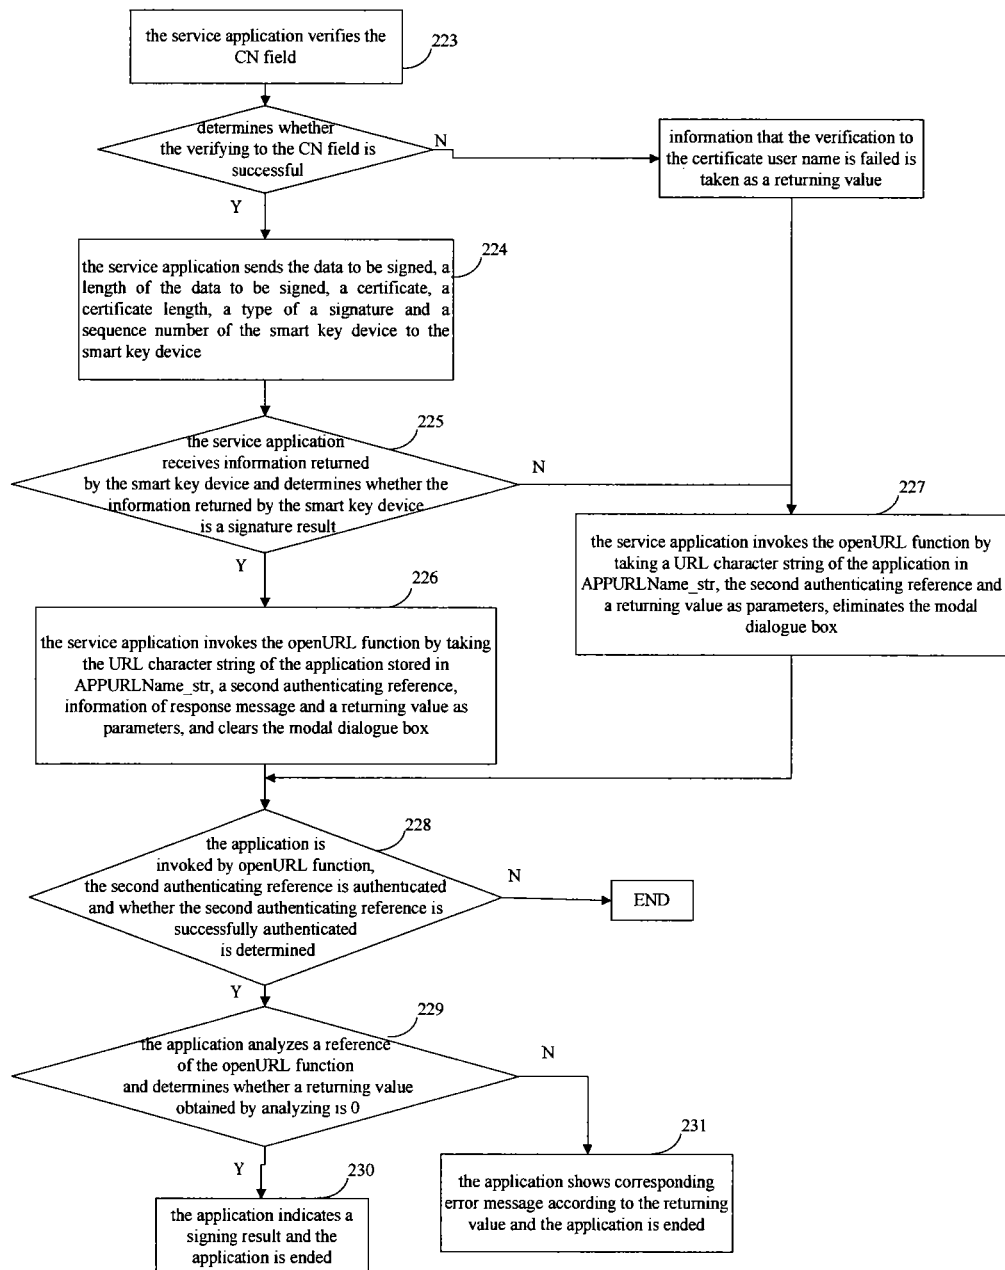 the service application verifies the
CN field
223
determines whether
the verifying to the CN field is
successful
N
information that the verification to
the certificate user name is failed is
taken as a returning value
Y
224
the service application sends the data to be signed, a
length of the data to be signed, a certificate, a
certificate length, a type of a signature and a
sequence number of the smart key device to the
smart key device
225
the service application
receives information returned
by the smart key device and determines whether the
information returned by the smart key device
is a signature result
N
Y
227
the service application invokes the openURL function by
taking a URL character string of the application in
APPURLName_str, the second authenticating reference and
a returning value as parameters, eliminates the modal
dialogue box
226
the service application invokes the openURL function by taking
the URL character string of the application stored in
APPURLName_str, a second authenticating reference,
information of response message and a returning value as
parameters, and clears the modal dialogue box
228
the application is
invoked by openURL function,
the second authenticating reference is authenticated
and whether the second authenticating reference is
successfully authenticated
is determined
N
END
Y
229
the application analyzes a reference
of the openURL function
and determines whether a returning value
obtained by analyzing is 0
N
Y
230
the application indicates a
signing result and the
application is ended
231
the application shows corresponding
error message according to the returning
value and the application is ended